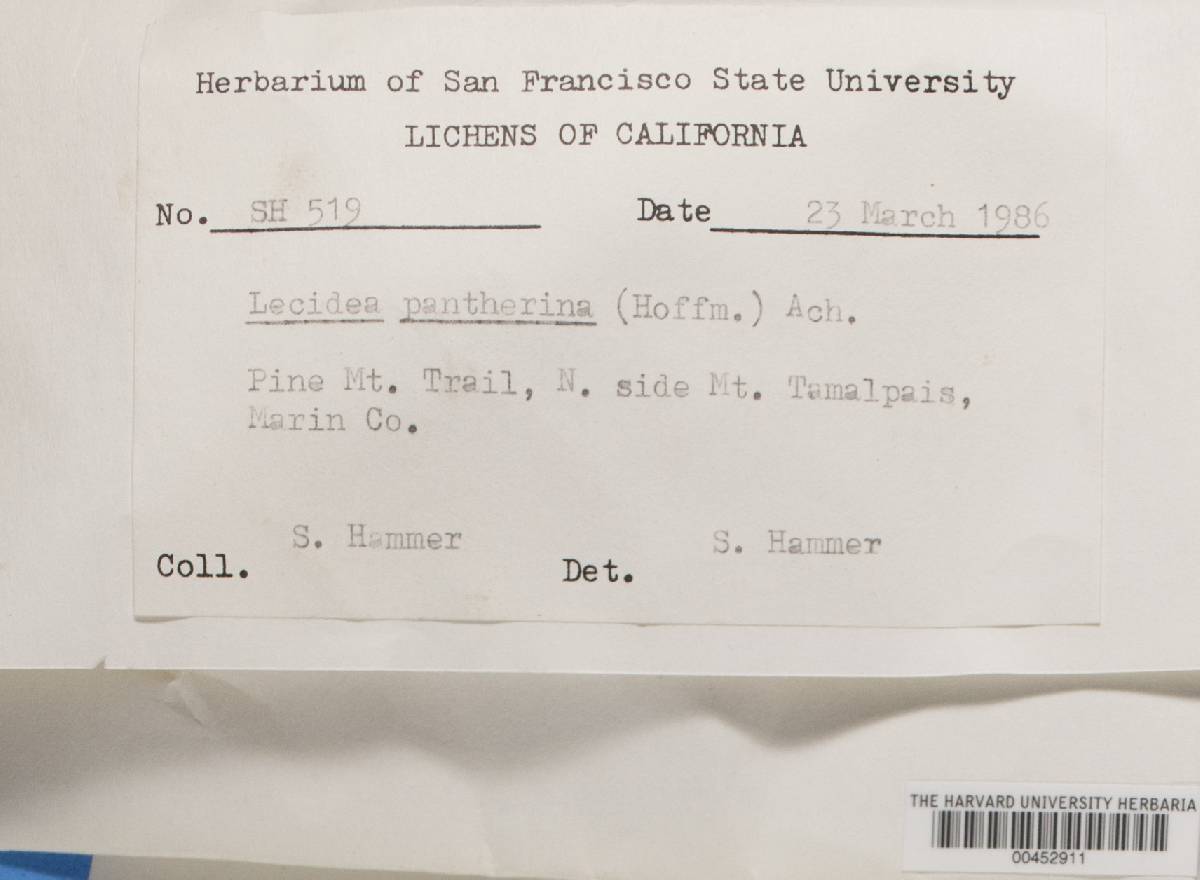 Herbarium of San Francisco State University
LICHENS OF CALIFORNIA
No. SH 519 Date 23 March 1986
Lecidea pantherina (Hoffm.) Ach.
Pine Mt. Trail, N. side Mt. Tamalpais,
Marin Co.
Coll. S. Hammer Det. S. Hammer
THE HARVARD UNIVERSITY HERBARIA
00452911